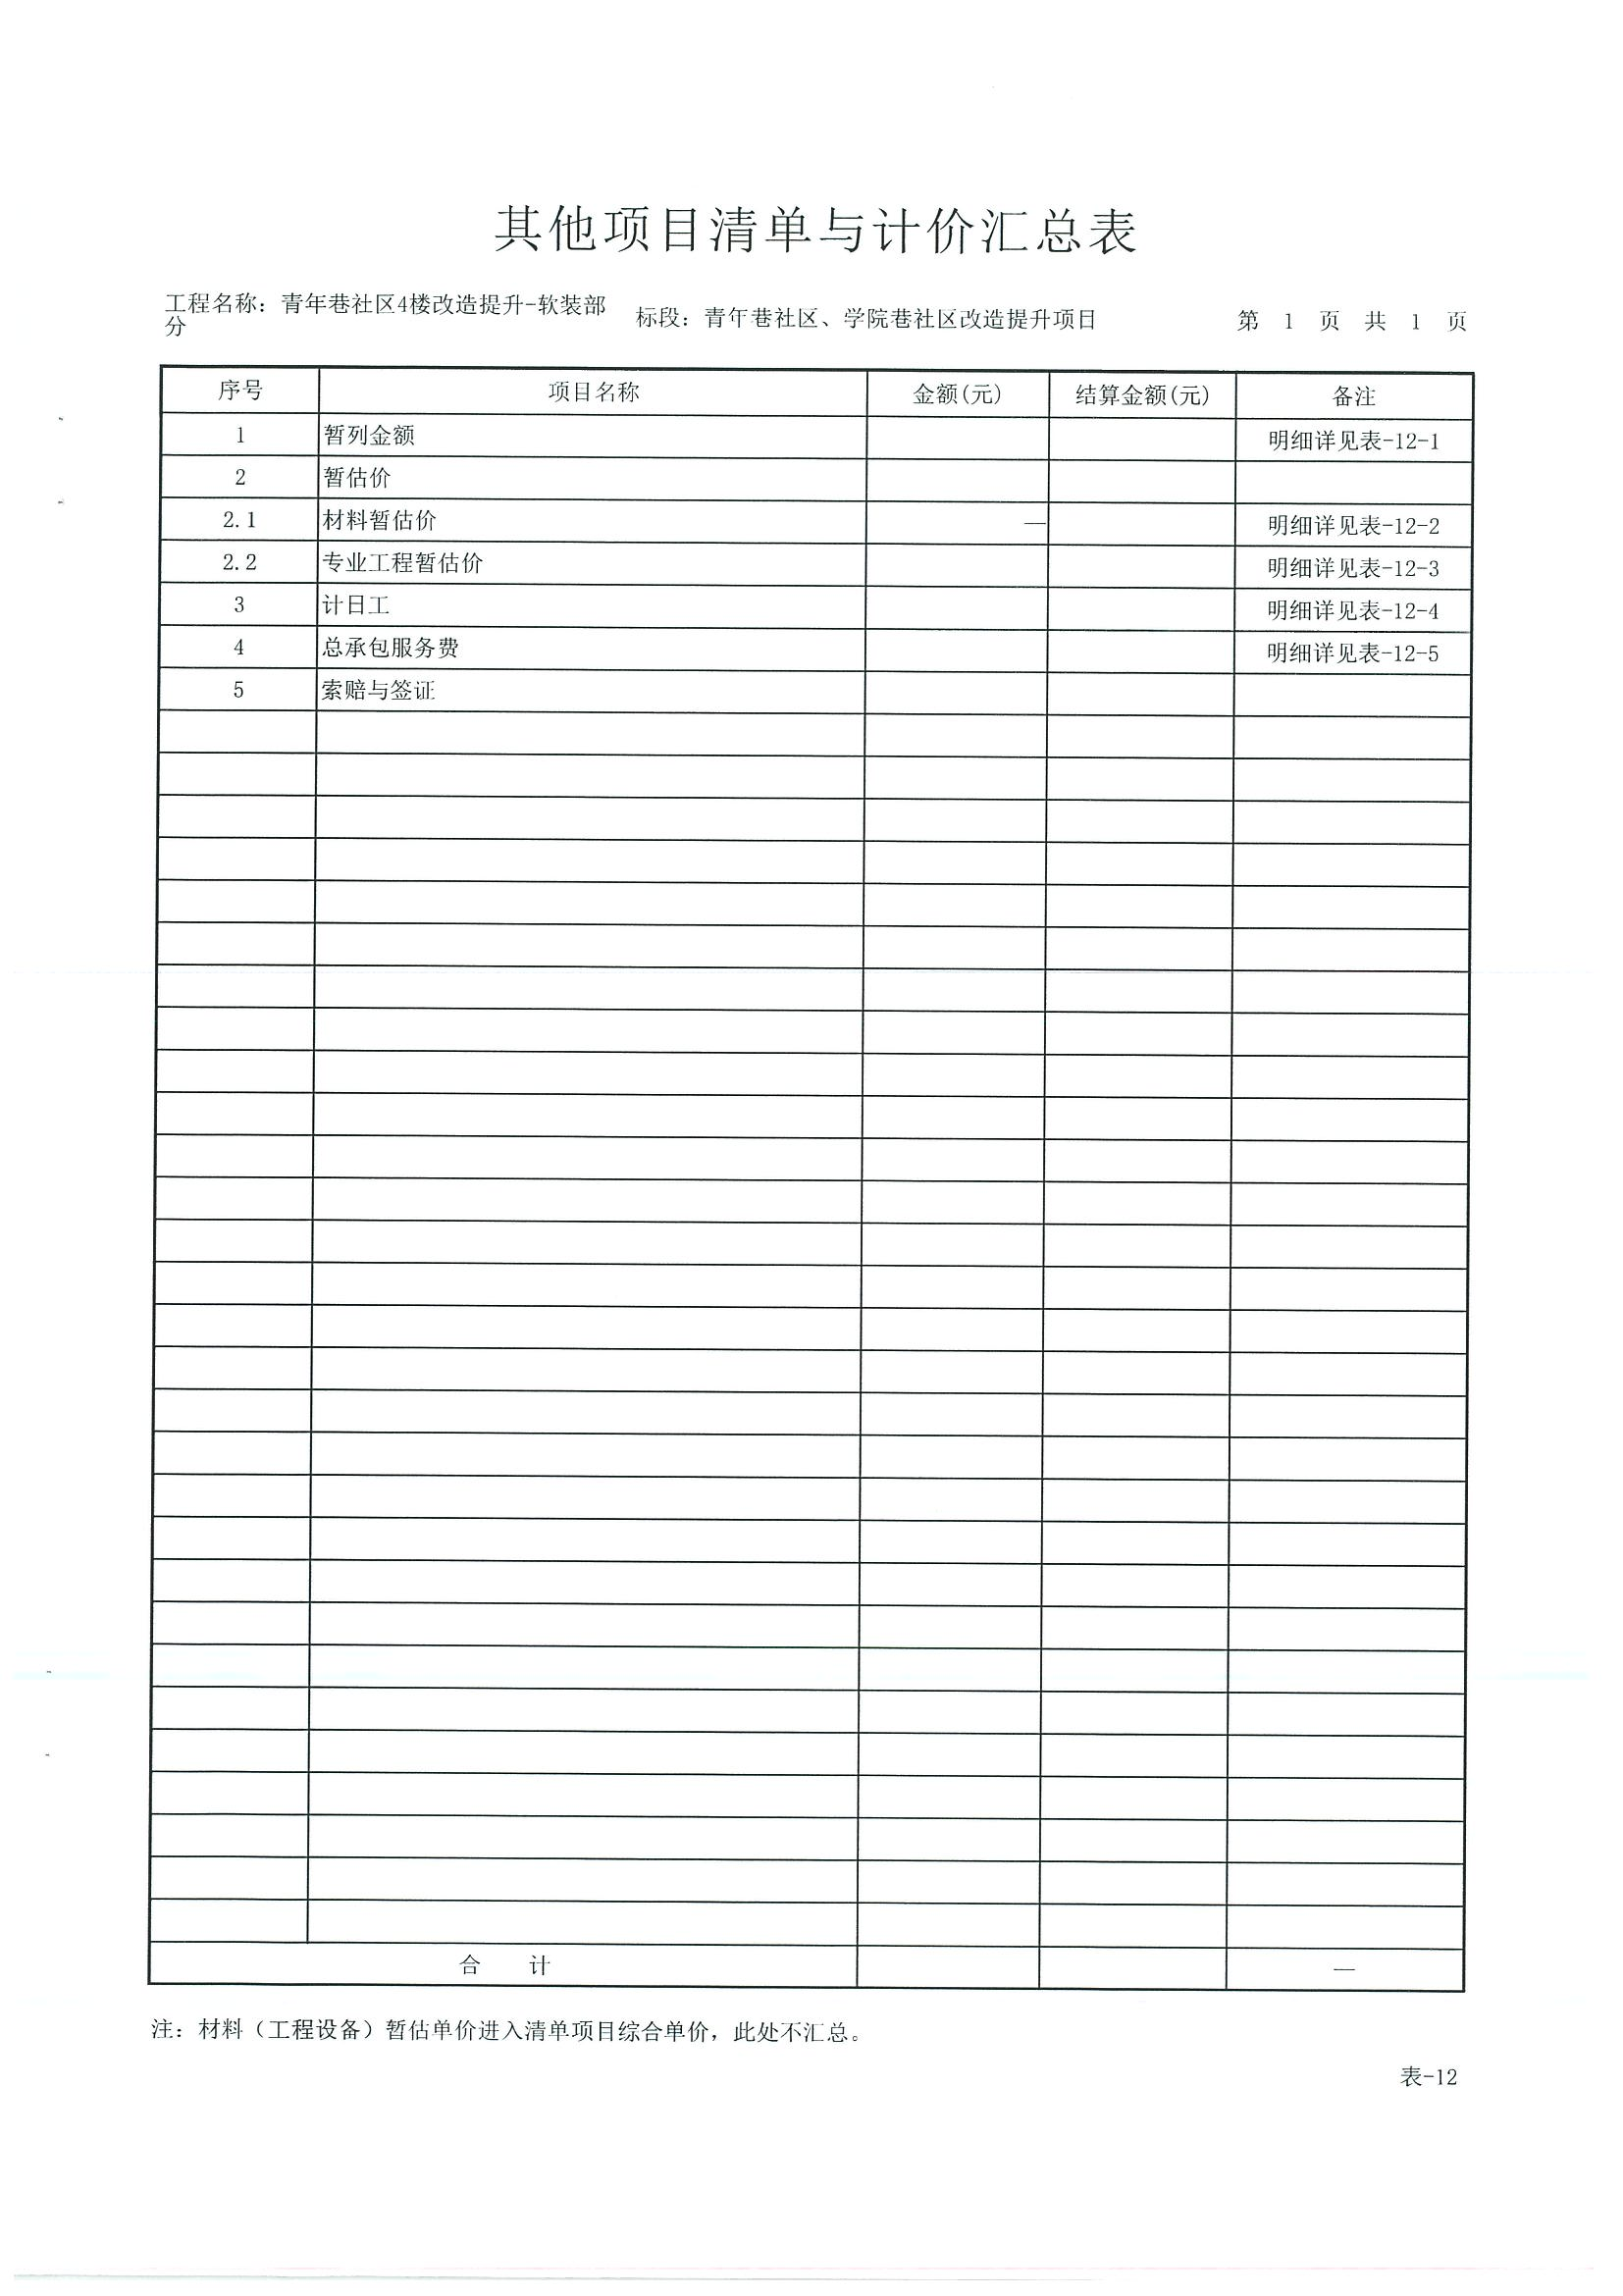 其他项目清单与计价汇总表
工程名称：青年巷社区4楼改造提升-软装部
分
标段：青年巷社区、学院巷社区改造提升项目
第 1 页 共 1 页
序号 项目名称 金额(元) 结算金额(元) 备注
1 暂列金额 明细详见表-12-1
2 暂估价
2.1 材料暂估价 — 明细详见表-12-2
2.2 专业工程暂估价 明细详见表-12-3
3 计日工 明细详见表-12-4
4 总承包服务费 明细详见表-12-5
5 索赔与签证
合 计 —
注：材料（工程设备）暂估单价进入清单项目综合单价，此处不汇总。
表-12